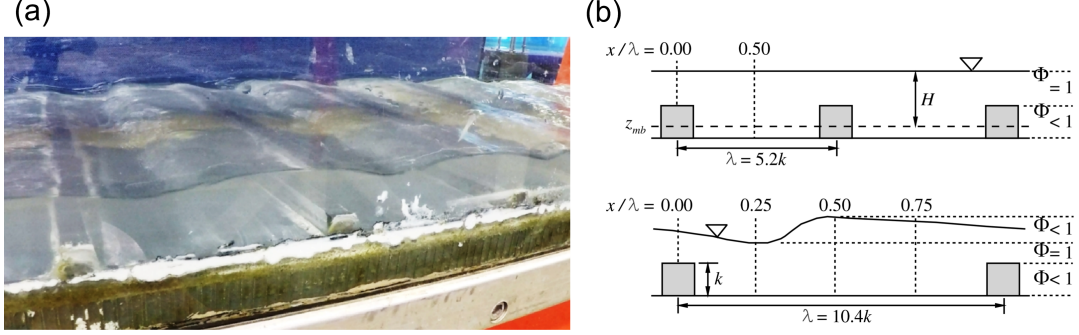 (a)
(b)
x/λ = 0.00 0.50
Φ = 1
H
Φ < 1
z_mb
λ = 5.2k
x/λ = 0.00 0.25 0.50 0.75
Φ < 1
Φ = 1
k
Φ < 1
λ = 10.4k